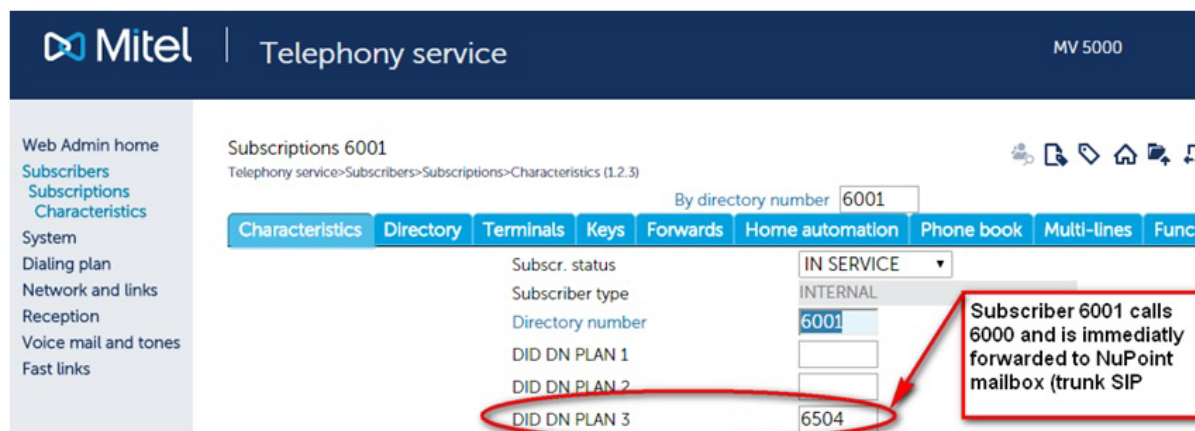 Mitel
Telephony service
MV 5000
Web Admin home
Subscribers
Subscriptions
Characteristics
System
Dialing plan
Network and links
Reception
Voice mail and tones
Fast links
Subscriptions 6001
Telephony service>Subscribers>Subscriptions>Characteristics (1.2.3)
By directory number 6001
Characteristics Directory Terminals Keys Forwards Home automation Phone book Multi-lines Func
Subscr. status IN SERVICE
Subscriber type INTERNAL
Directory number 6001
DID DN PLAN 1
DID DN PLAN 2
DID DN PLAN 3 6504
Subscriber 6001 calls
6000 and is immediatly
forwarded to NuPoint
mailbox (trunk SIP